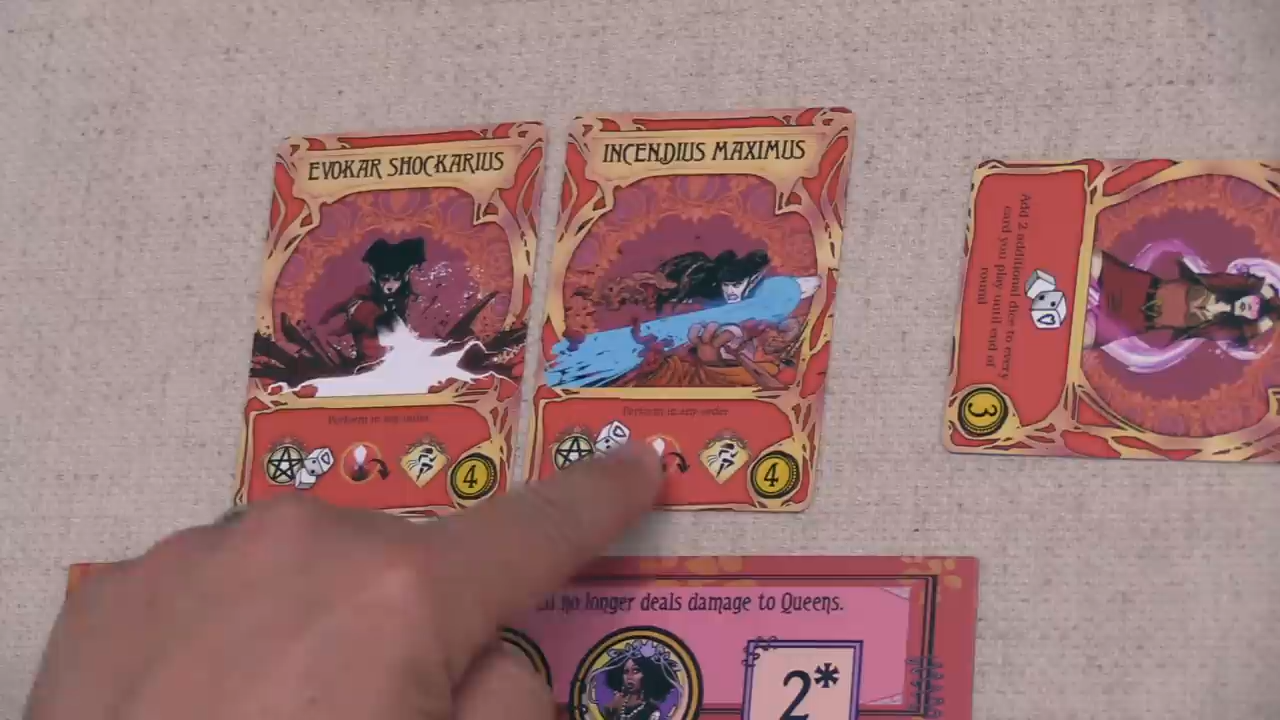 EVOKAR SHOCKARIUS
INCENDIUS MAXIMUS
Perform in any order
Perform in any order
4
4
Add 2 additional dice to every
card you play until end of
round
3
no longer deals damage to Queens.
2*